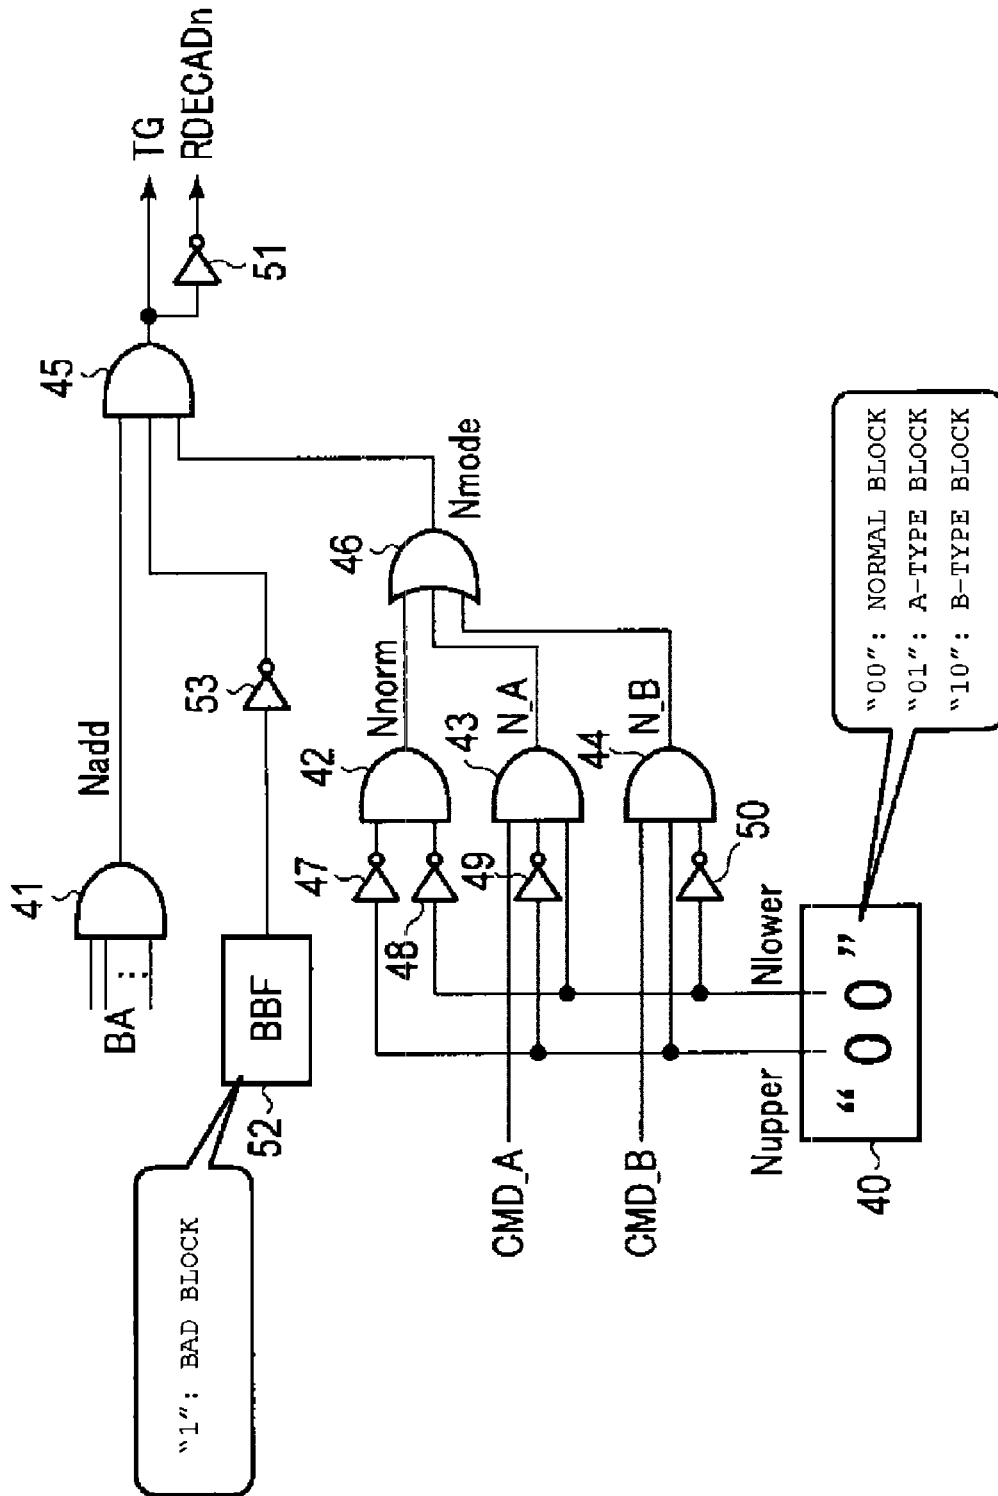 TG
RDECADn
45
51
Nadd
41
BA
53
Nmode
46
"1": BAD BLOCK
BBF
52
Nnorm
42
N_A
43
N_B
44
47
48
49
50
CMD_A
CMD_B
Nupper
Nlower
"0 0"
40
"00": NORMAL BLOCK
"01": A-TYPE BLOCK
"10": B-TYPE BLOCK